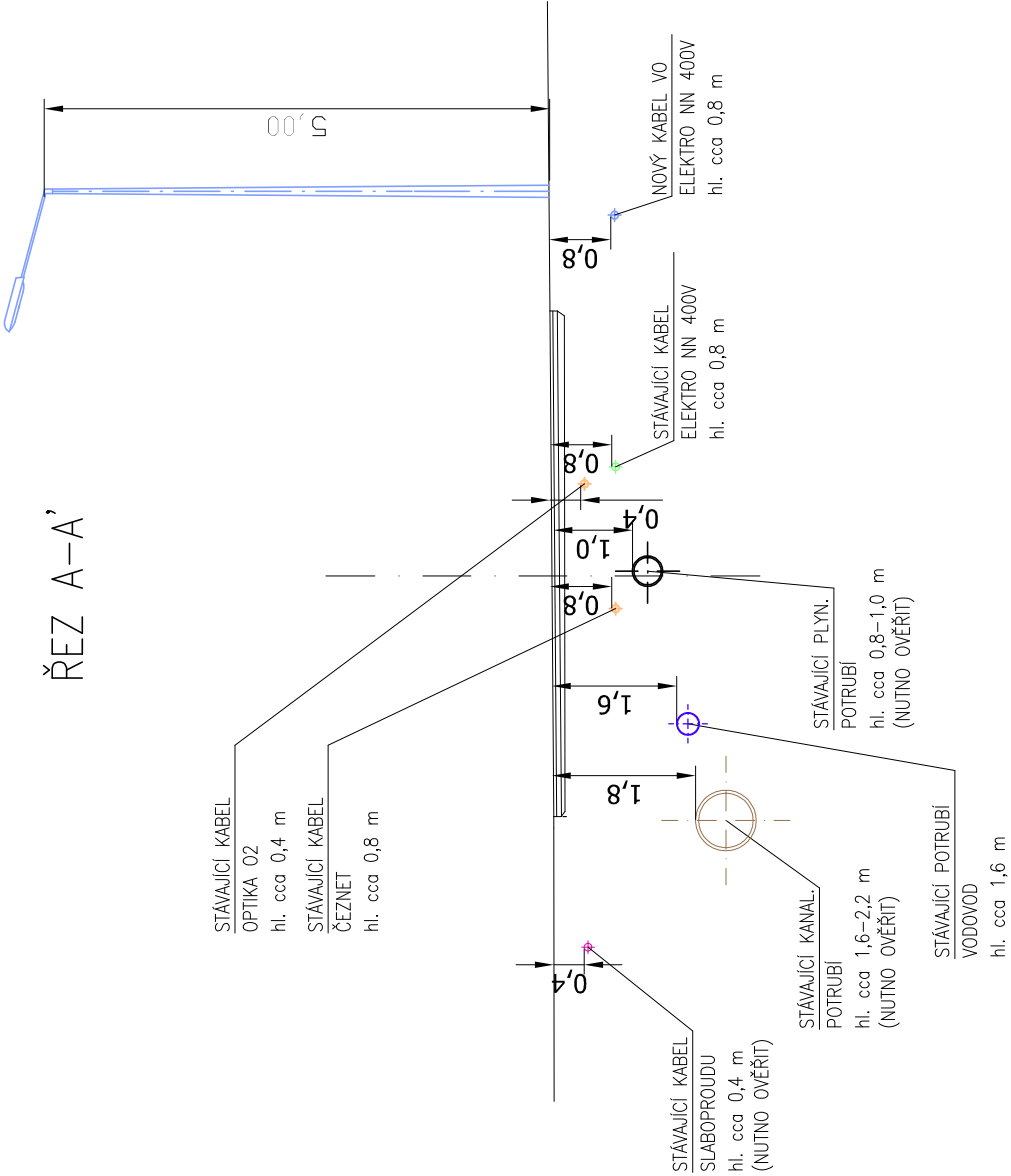 ŘEZ A-A'
5,00
STÁVAJÍCÍ KABEL
OPTIKA O2
hl. cca 0,4 m
STÁVAJÍCÍ KABEL
ČEZNET
hl. cca 0,8 m
0,4
1,8
1,6
0,8
1,0
0,4
0,8
0,8
STÁVAJÍCÍ KABEL
SLABOPROUDU
hl. cca 0,4 m
(NUTNO OVĚŘIT)
STÁVAJÍCÍ KANAL.
POTRUBÍ
hl. cca 1,6-2,2 m
(NUTNO OVĚŘIT)
STÁVAJÍCÍ POTRUBÍ
VODOVOD
hl. cca 1,6 m
STÁVAJÍCÍ PLYN.
POTRUBÍ
hl. cca 0,8-1,0 m
(NUTNO OVĚŘIT)
STÁVAJÍCÍ KABEL
ELEKTRO NN 400V
hl. cca 0,8 m
NOVÝ KABEL VO
ELEKTRO NN 400V
hl. cca 0,8 m